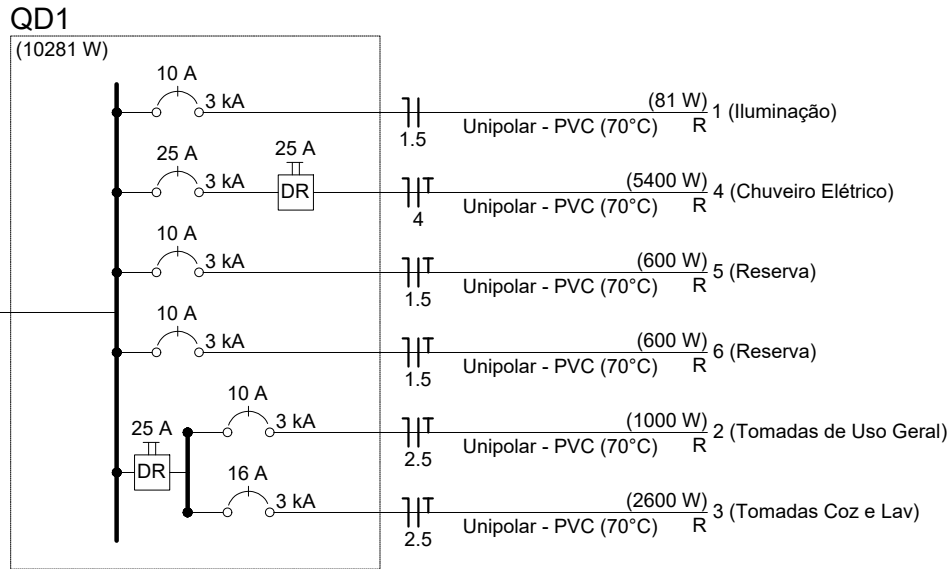 QD1
(10281 W)
10 A
3 kA
1.5
(81 W)
Unipolar - PVC (70°C)
R
1 (Iluminação)
25 A
3 kA
25 A
DR
T
4
(5400 W)
Unipolar - PVC (70°C)
R
4 (Chuveiro Elétrico)
10 A
3 kA
T
1.5
(600 W)
Unipolar - PVC (70°C)
R
5 (Reserva)
10 A
3 kA
T
1.5
(600 W)
Unipolar - PVC (70°C)
R
6 (Reserva)
25 A
DR
10 A
3 kA
T
2.5
(1000 W)
Unipolar - PVC (70°C)
R
2 (Tomadas de Uso Geral)
16 A
3 kA
T
2.5
(2600 W)
Unipolar - PVC (70°C)
R
3 (Tomadas Coz e Lav)